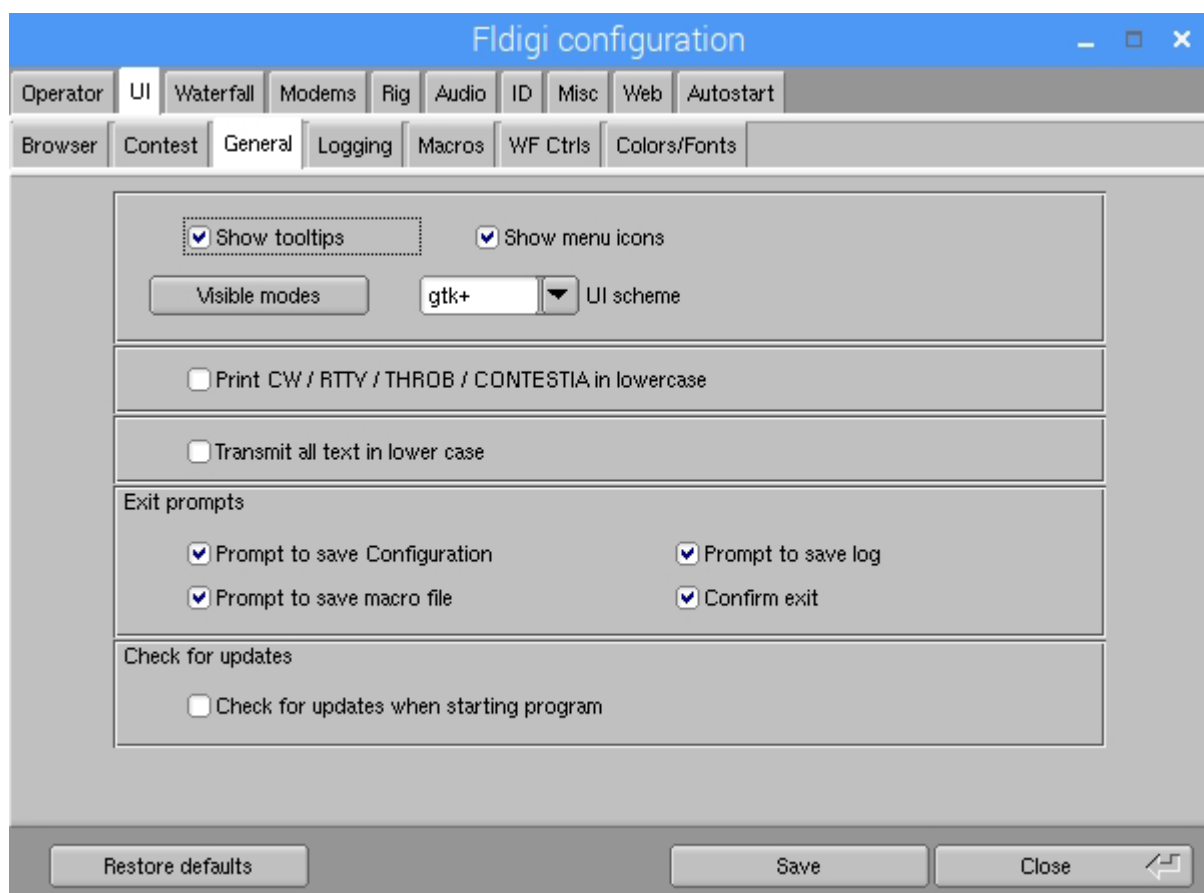 Fldigi configuration
Operator UI Waterfall Modems Rig Audio ID Misc Web Autostart
Browser Contest General Logging Macros WF Ctrls Colors/Fonts
Show tooltips Show menu icons
Visible modes gtk+ UI scheme
Print CW / RTTY / THROB / CONTESTIA in lowercase
Transmit all text in lower case
Exit prompts
Prompt to save Configuration Prompt to save log
Prompt to save macro file Confirm exit
Check for updates
Check for updates when starting program
Restore defaults Save Close